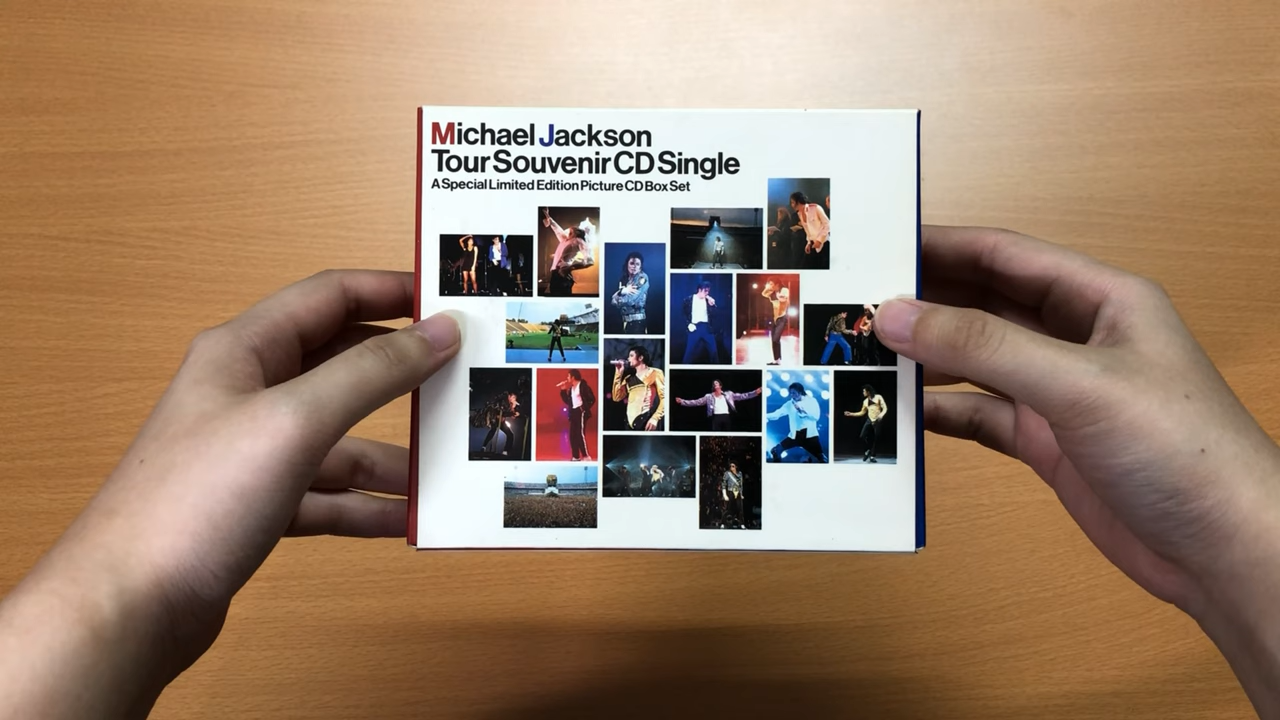 Michael Jackson
Tour Souvenir CD Single
A Special Limited Edition Picture CD Box Set